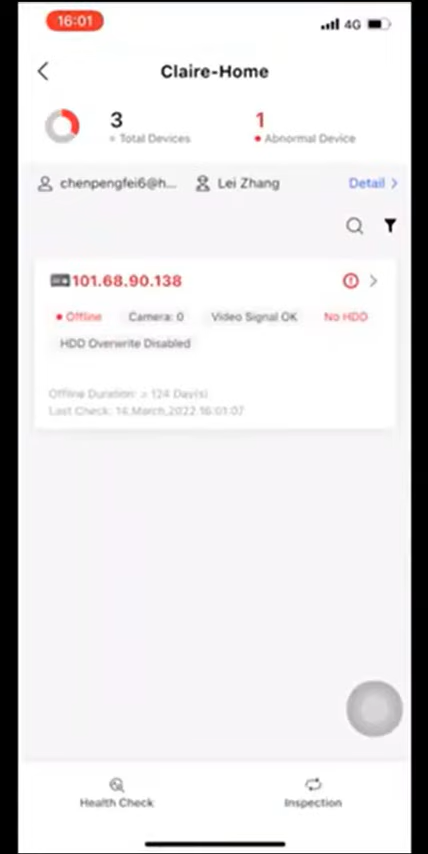 16:01
4G
Claire-Home
3
Total Devices
1
Abnormal Device
chenpengfei6@h...
Lei Zhang
Detail
101.68.90.138
Offline
Camera: 0
Video Signal OK
No HDD
HDD Overwrite Disabled
Offline Duration: ≥ 124 Day(s)
Last Check: 14,March,2022 16:01:07
Health Check
Inspection